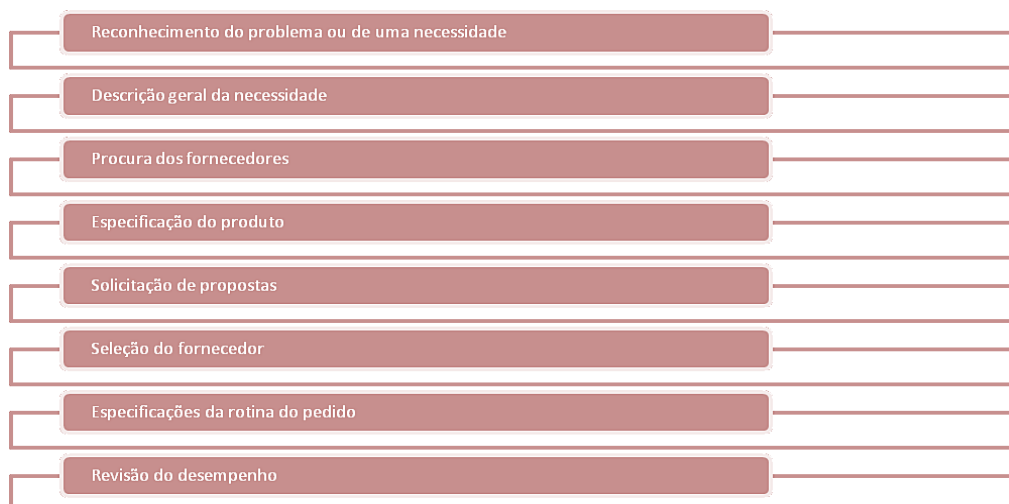 Reconhecimento do problema ou de uma necessidade
Descrição geral da necessidade
Procura dos fornecedores
Especificação do produto
Solicitação de propostas
Seleção do fornecedor
Especificações da rotina do pedido
Revisão do desempenho